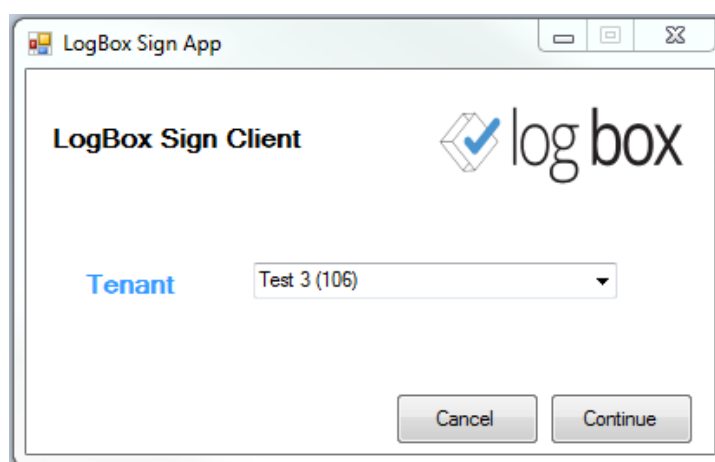 LogBox Sign App
LogBox Sign Client
log box
Tenant Test 3 (106)
Cancel Continue